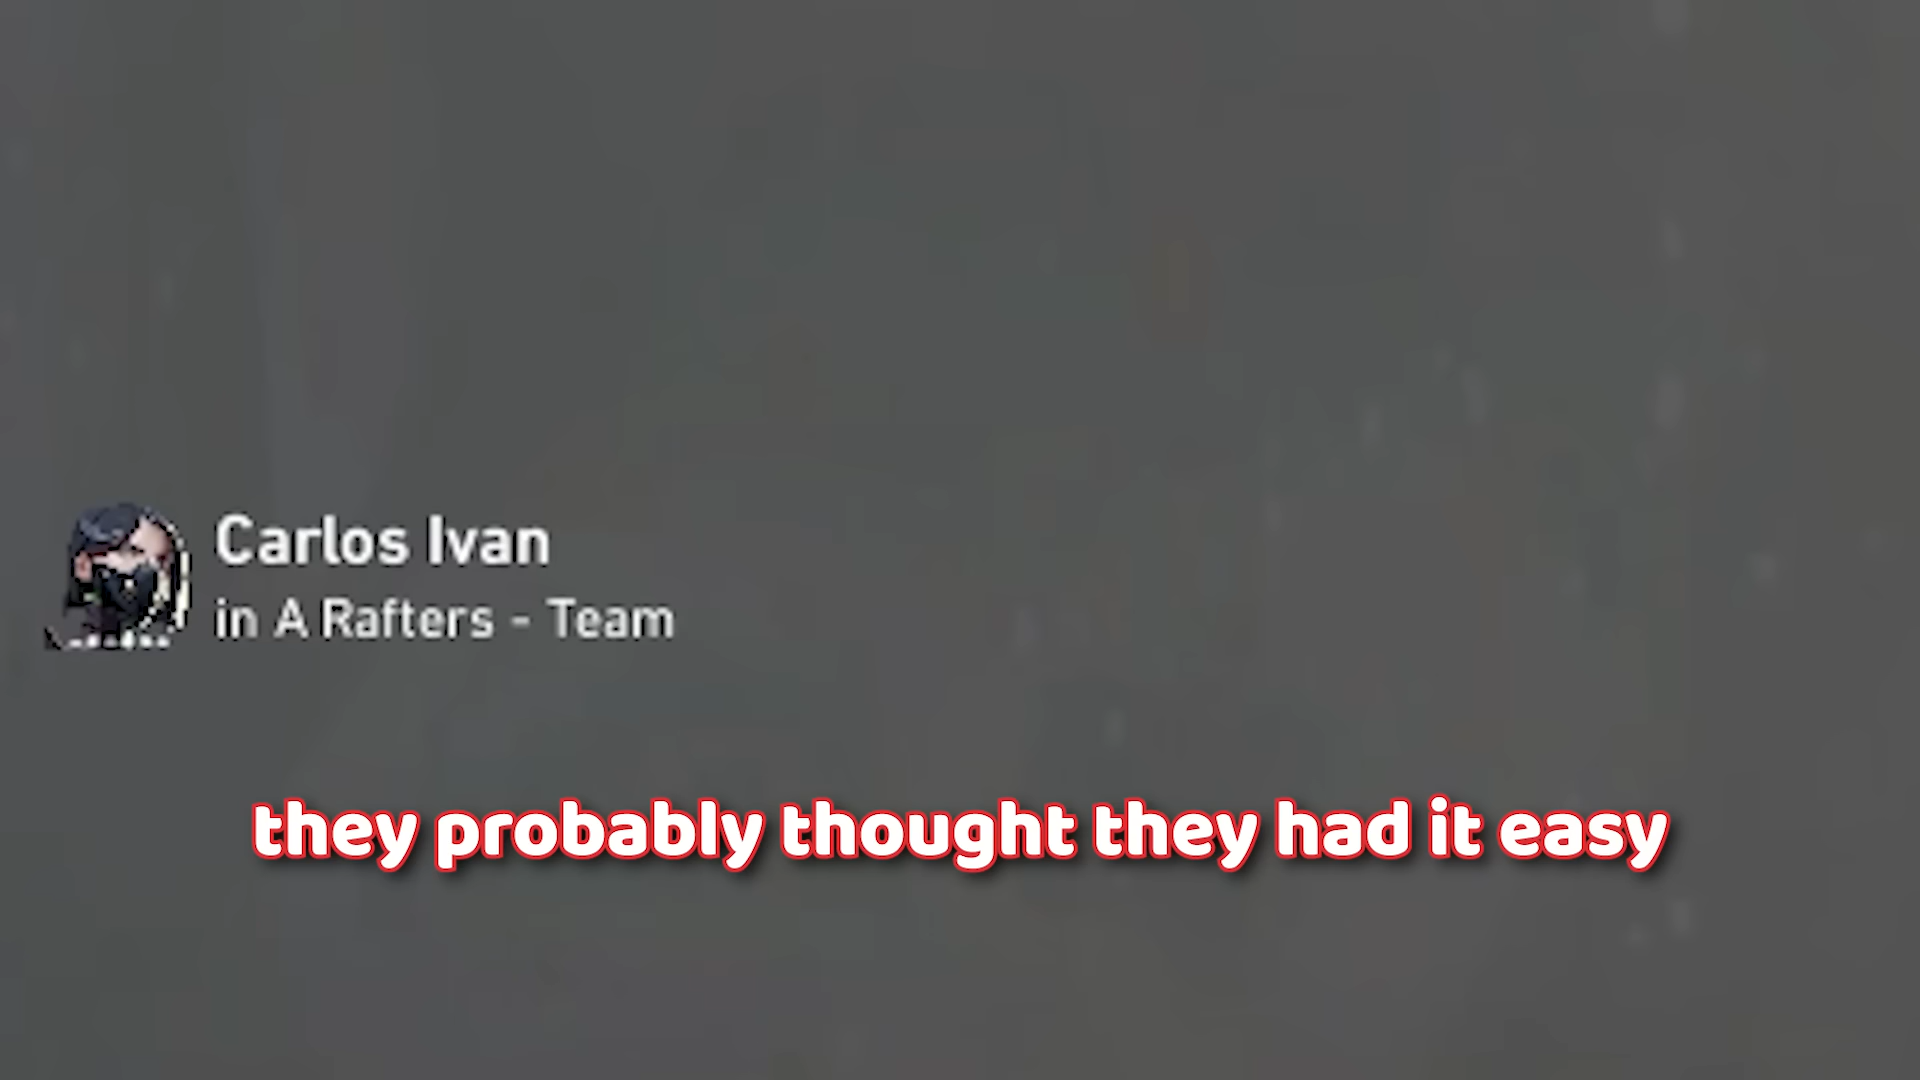 Carlos Ivan
in A Rafters - Team
they probably thought they had it easy